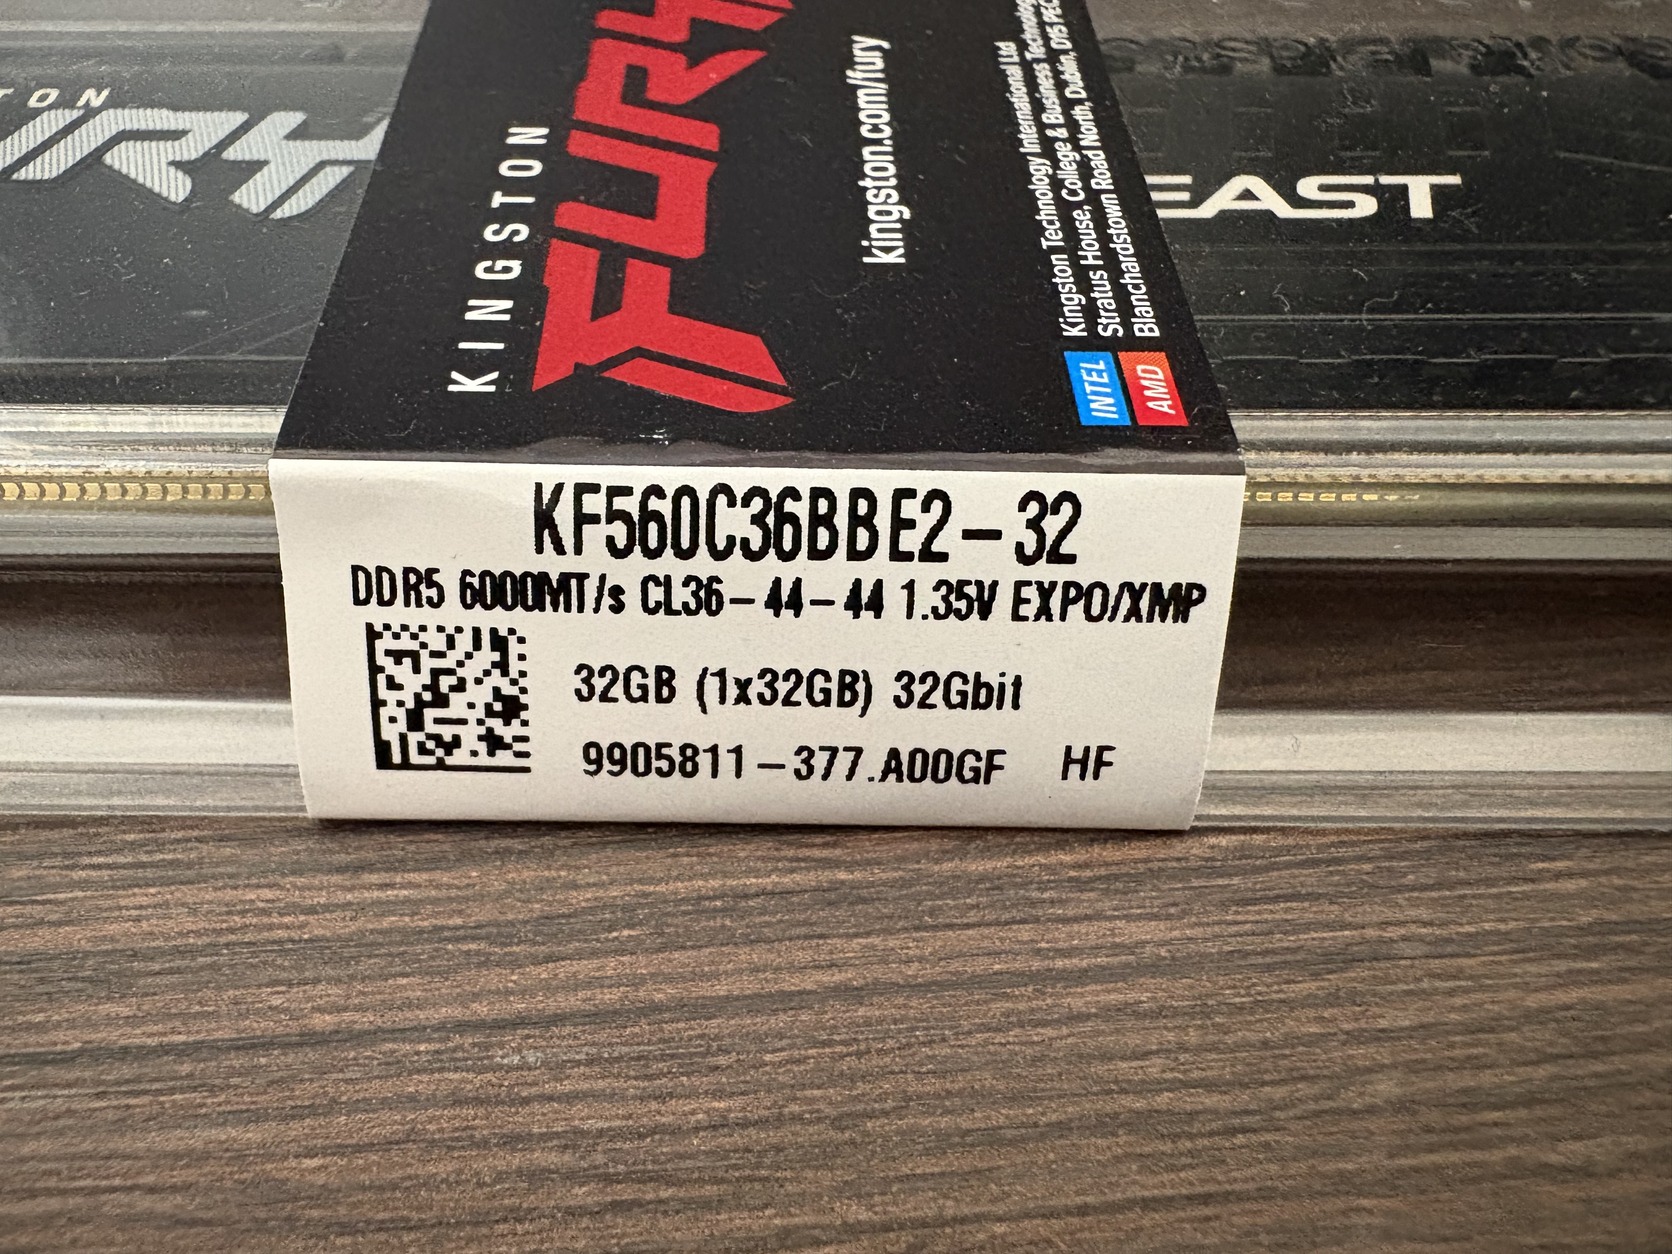 KINGSTON
FURY
kingston.com/fury
Kingston Technology International Ltd
Stratus House, College & Business Technology
Blanchardstown Road North, Dublin, D15
INTEL
AMD
EAST
KF560C36BBE2-32
DDR5 6000MT/s CL36-44-44 1.35V EXPO/XMP
32GB (1x32GB) 32Gbit
9905811-377.A00GF HF